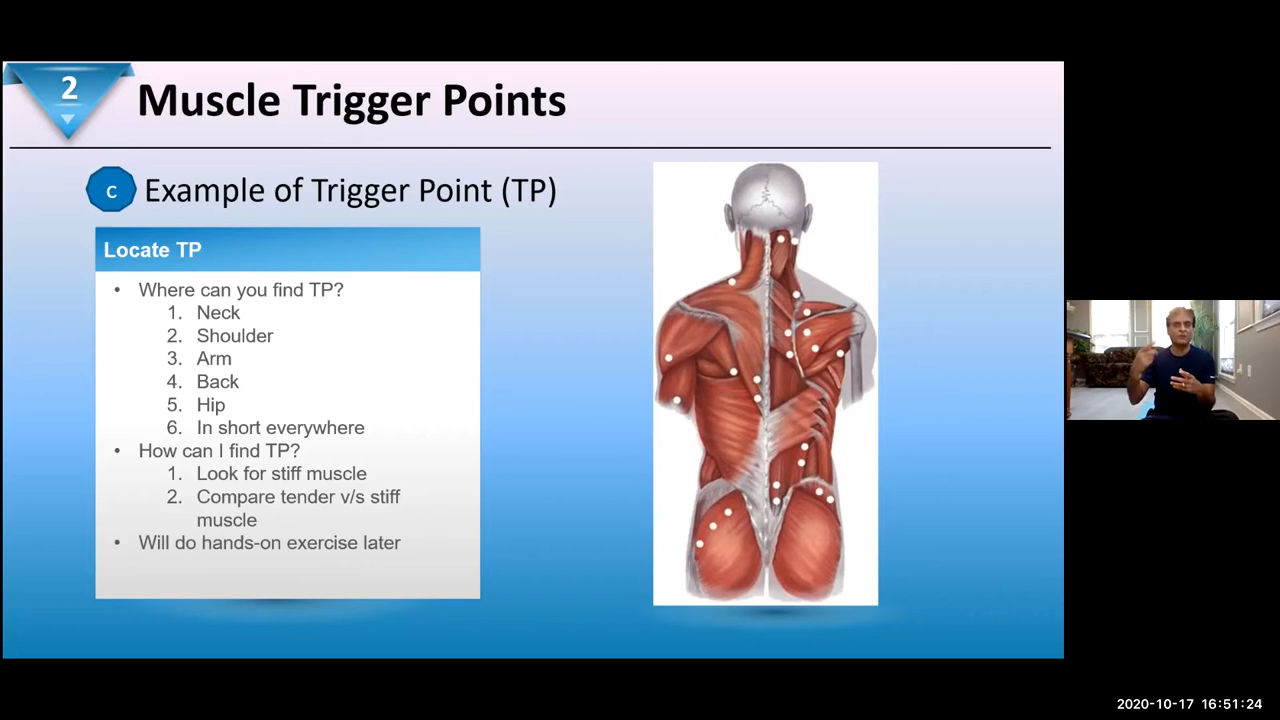 2
Muscle Trigger Points
C
Example of Trigger Point (TP)
Locate TP
• Where can you find TP?
1. Neck
2. Shoulder
3. Arm
4. Back
5. Hip
6. In short everywhere
• How can I find TP?
1. Look for stiff muscle
2. Compare tender v/s stiff
muscle
• Will do hands-on exercise later
2020-10-17 16:51:24